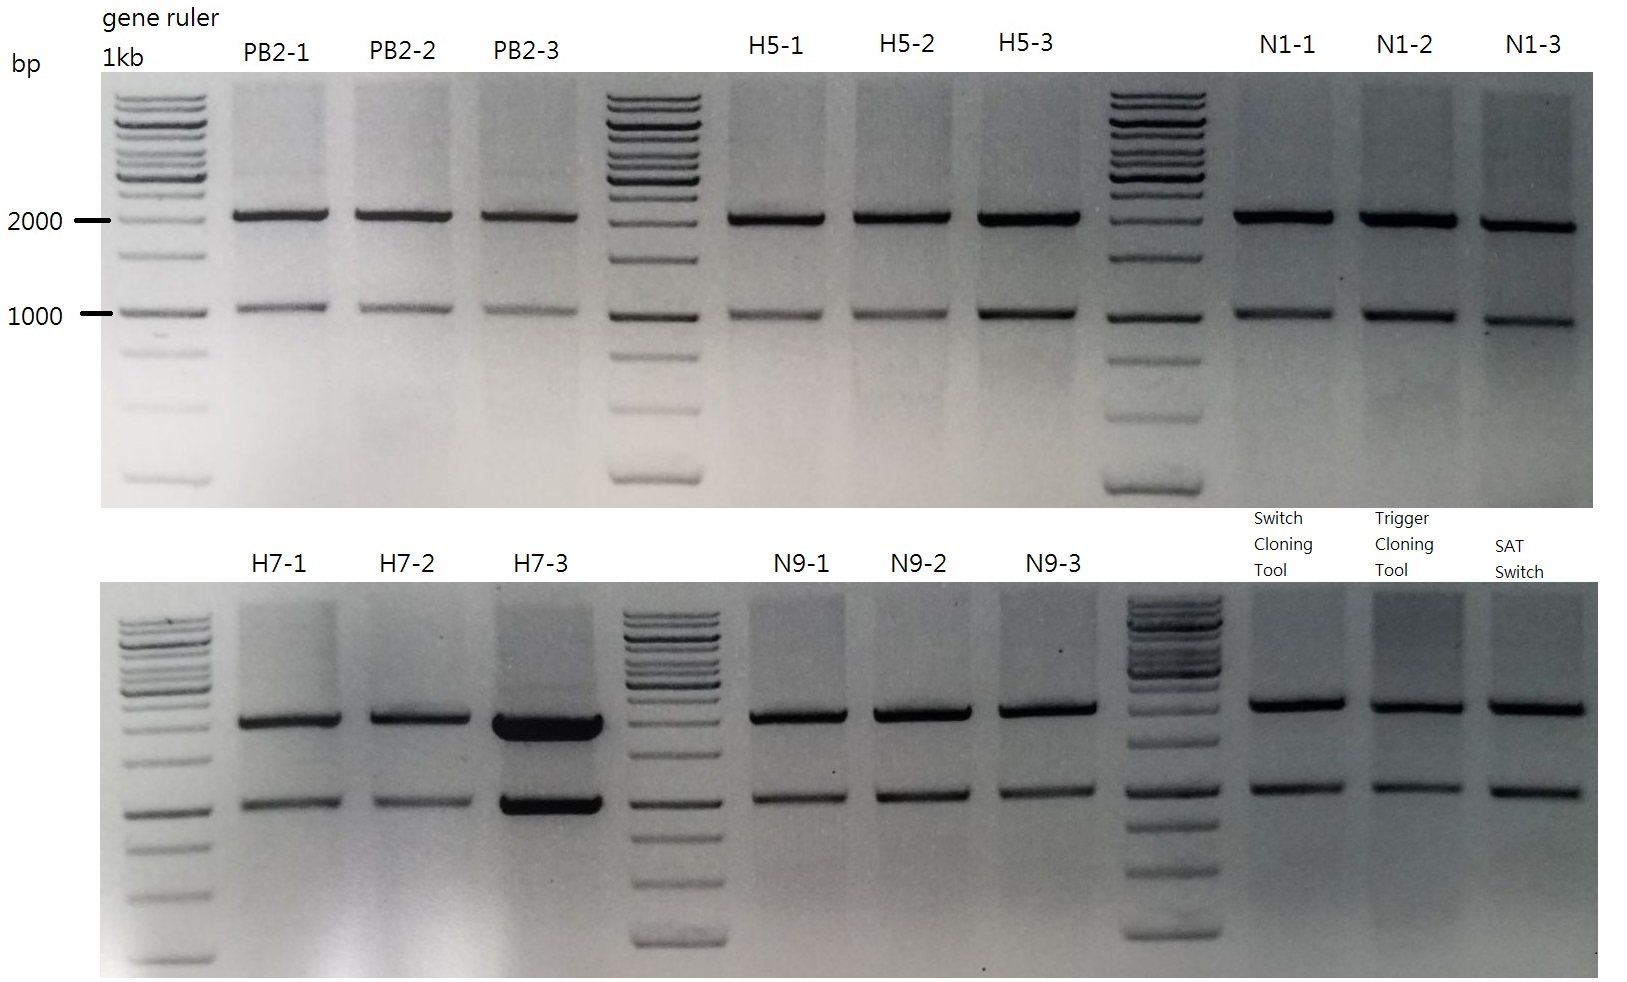 gene ruler
1kb
bp
PB2-1
PB2-2
PB2-3
H5-1
H5-2
H5-3
N1-1
N1-2
N1-3
2000
1000
H7-1
H7-2
H7-3
N9-1
N9-2
N9-3
Switch
Cloning
Tool
Trigger
Cloning
Tool
SAT
Switch